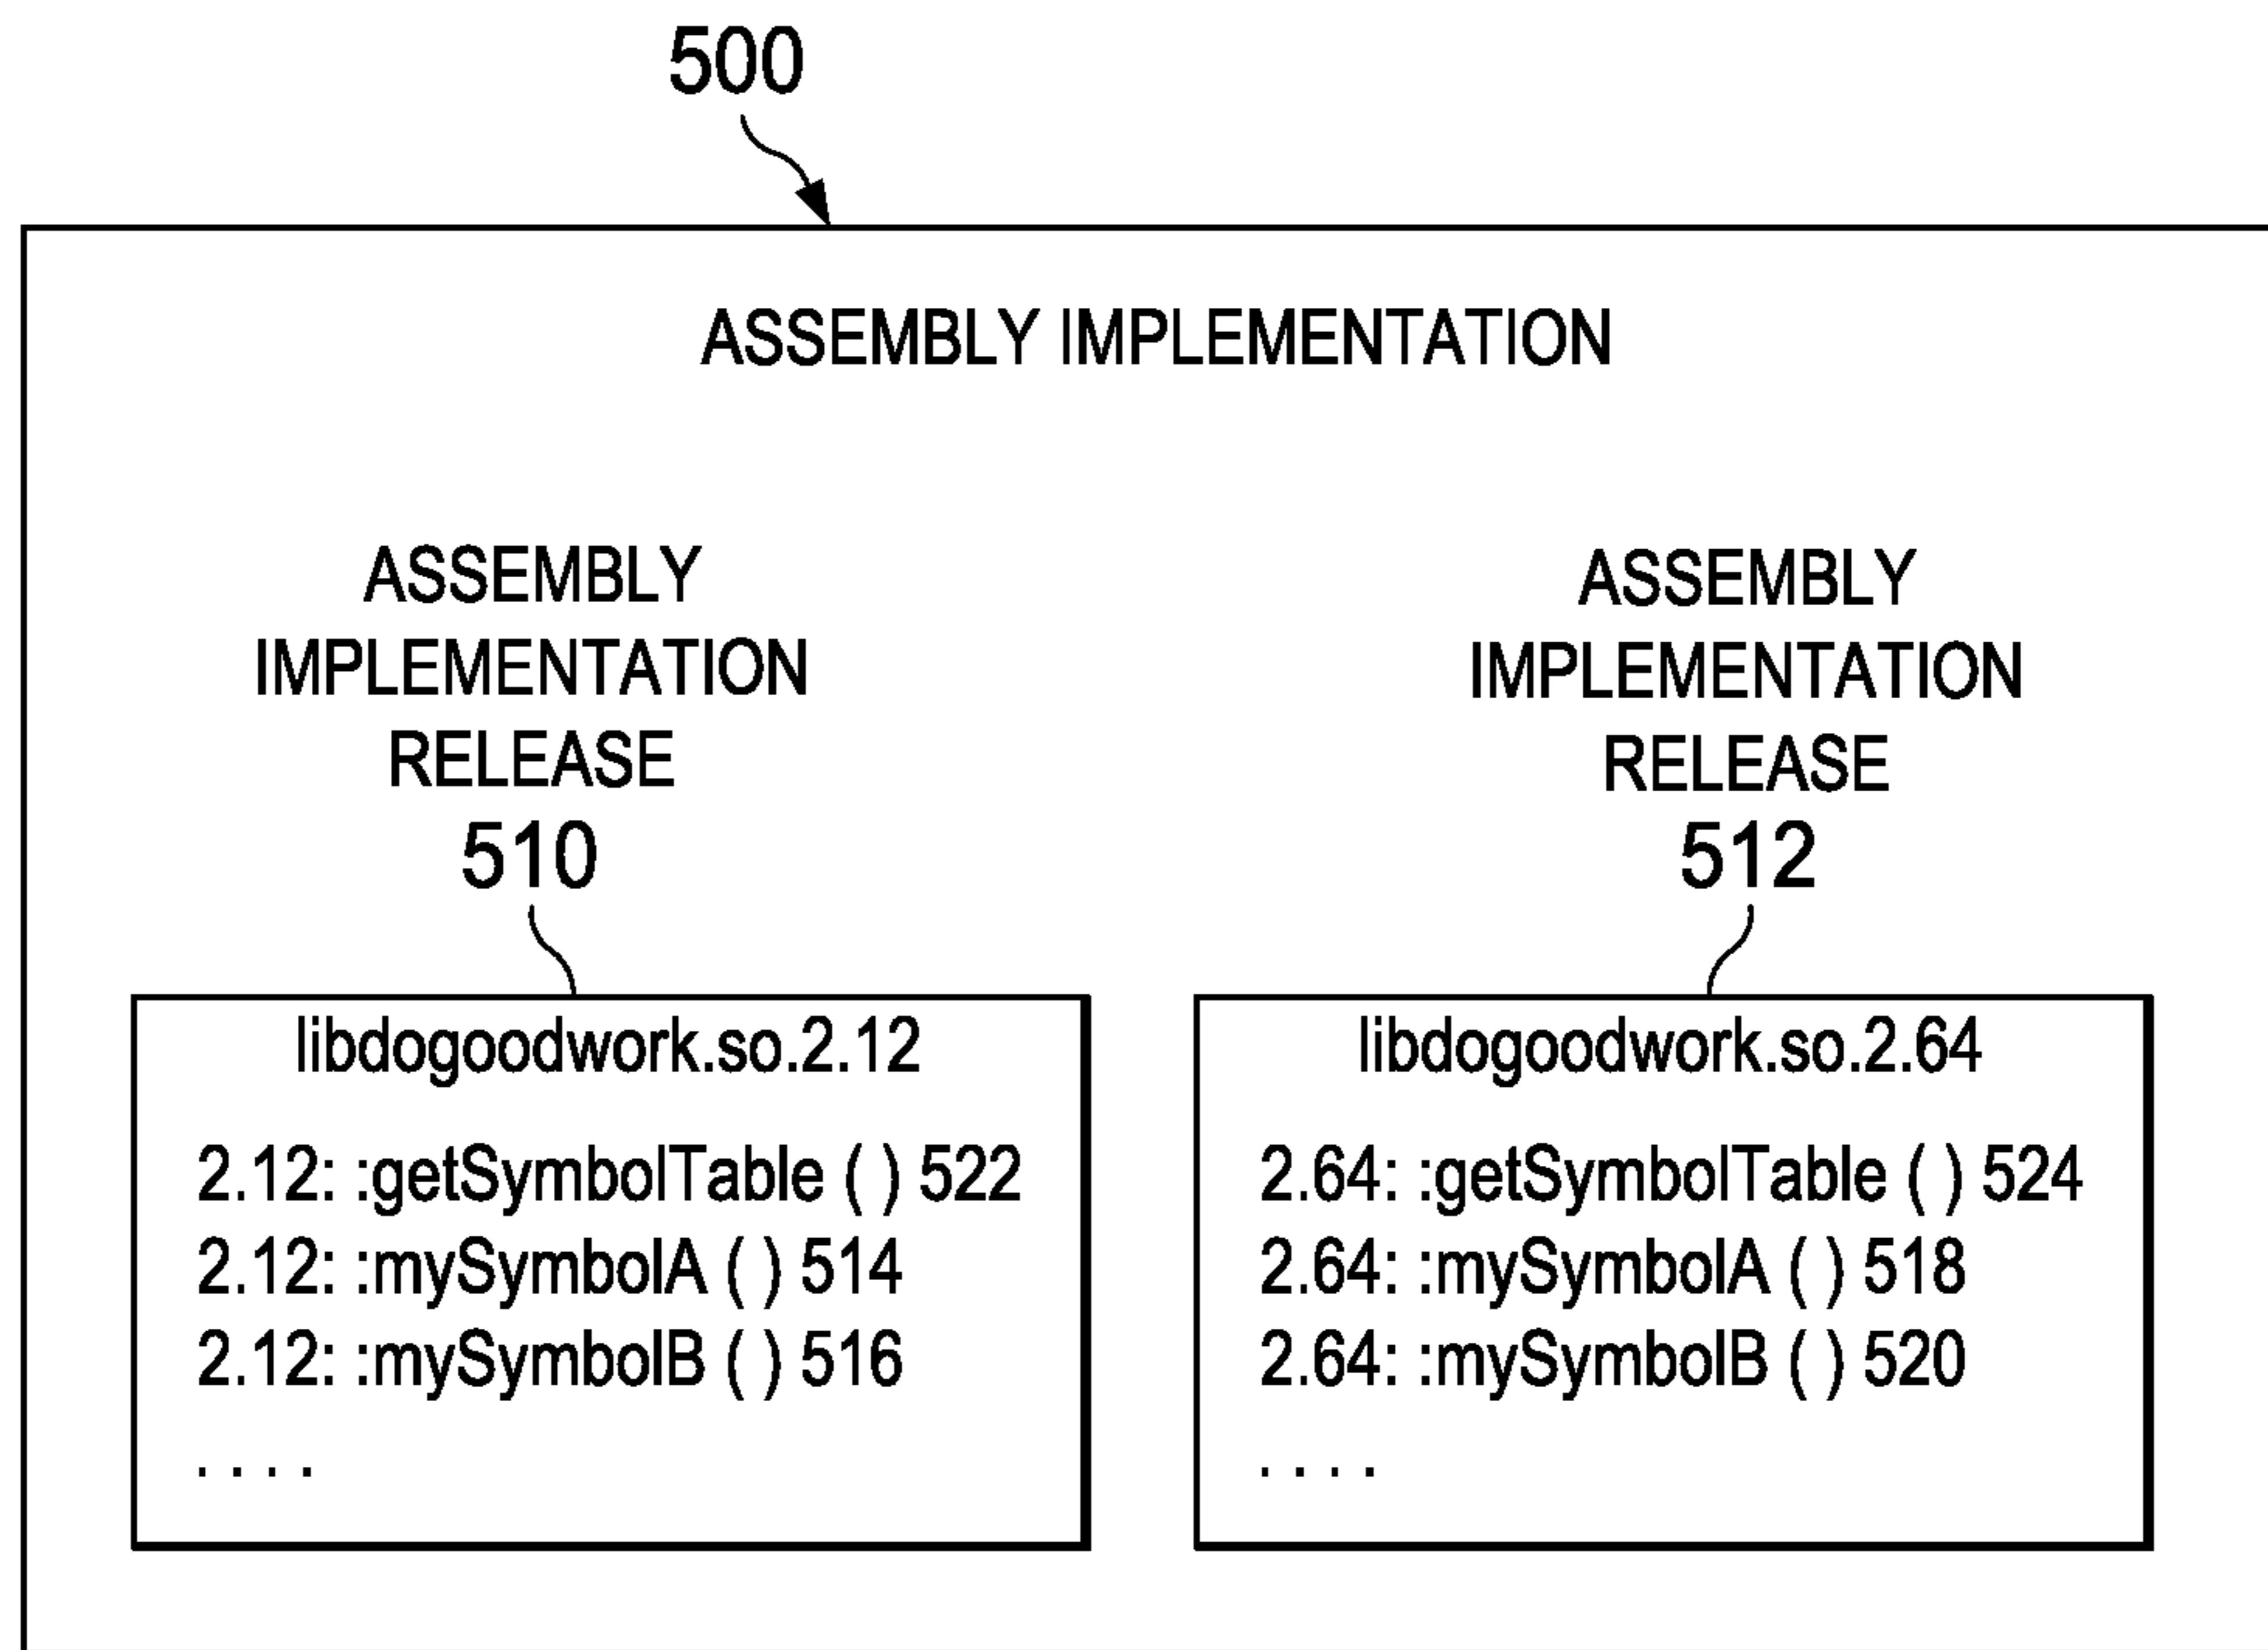 500
ASSEMBLY IMPLEMENTATION
ASSEMBLY
IMPLEMENTATION
RELEASE
510
libdogoodwork.so.2.12
2.12: :getSymbolTable ( ) 522
2.12: :mySymbolA ( ) 514
2.12: :mySymbolB ( ) 516
. . . .
ASSEMBLY
IMPLEMENTATION
RELEASE
512
libdogoodwork.so.2.64
2.64: :getSymbolTable ( ) 524
2.64: :mySymbolA ( ) 518
2.64: :mySymbolB ( ) 520
. . . .